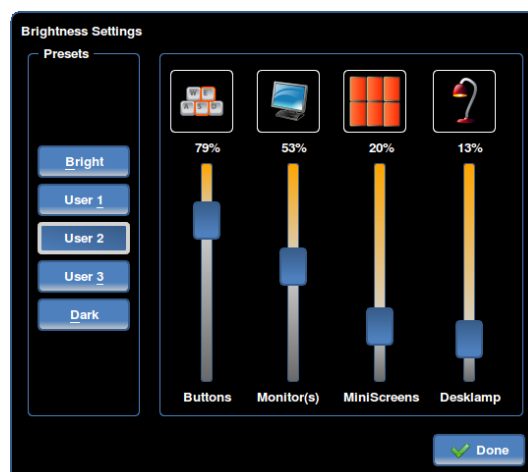 Brightness Settings
Presets
Bright
User 1
User 2
User 3
Dark
W E
A S D
79% 53% 20% 13%
Buttons Monitor(s) MiniScreens Desklamp
Done